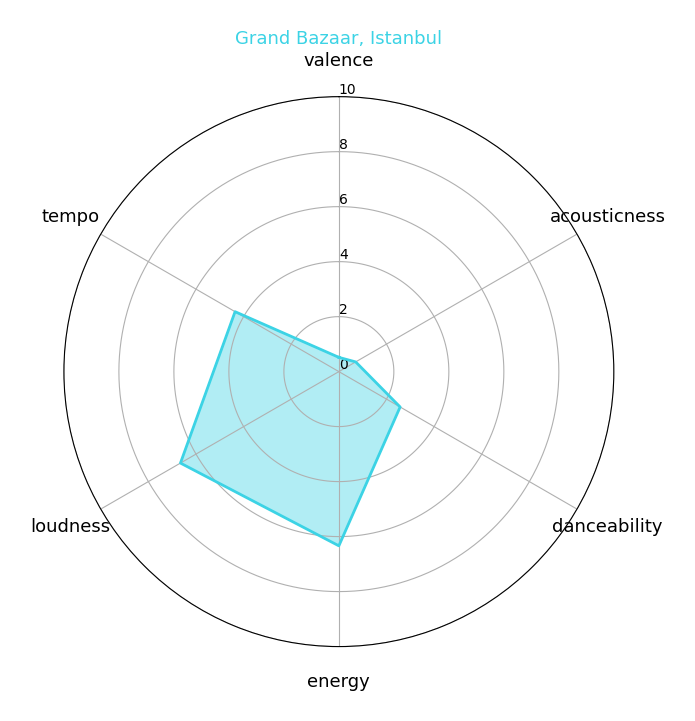 Grand Bazaar, Istanbul
valence
10
8
tempo
6
acousticness
4
2
0
loudness
danceability
energy